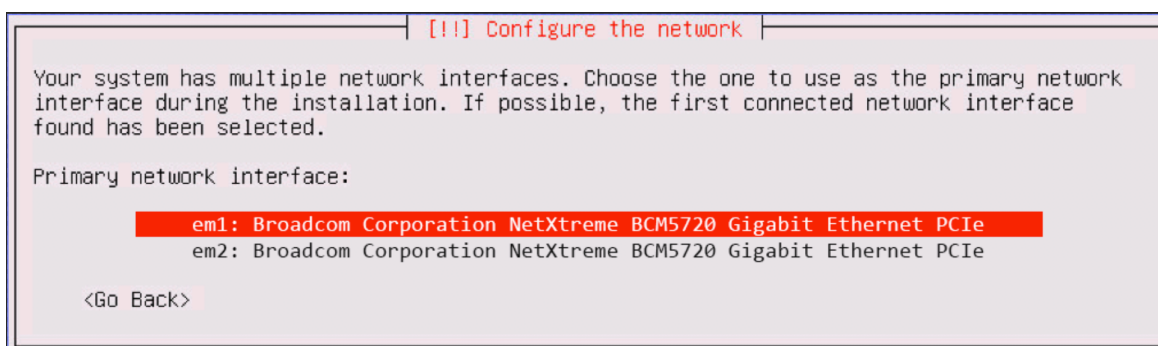 [!!] Configure the network
Your system has multiple network interfaces. Choose the one to use as the primary network
interface during the installation. If possible, the first connected network interface
found has been selected.
Primary network interface:
em1: Broadcom Corporation NetXtreme BCM5720 Gigabit Ethernet PCIe
em2: Broadcom Corporation NetXtreme BCM5720 Gigabit Ethernet PCIe
<Go Back>